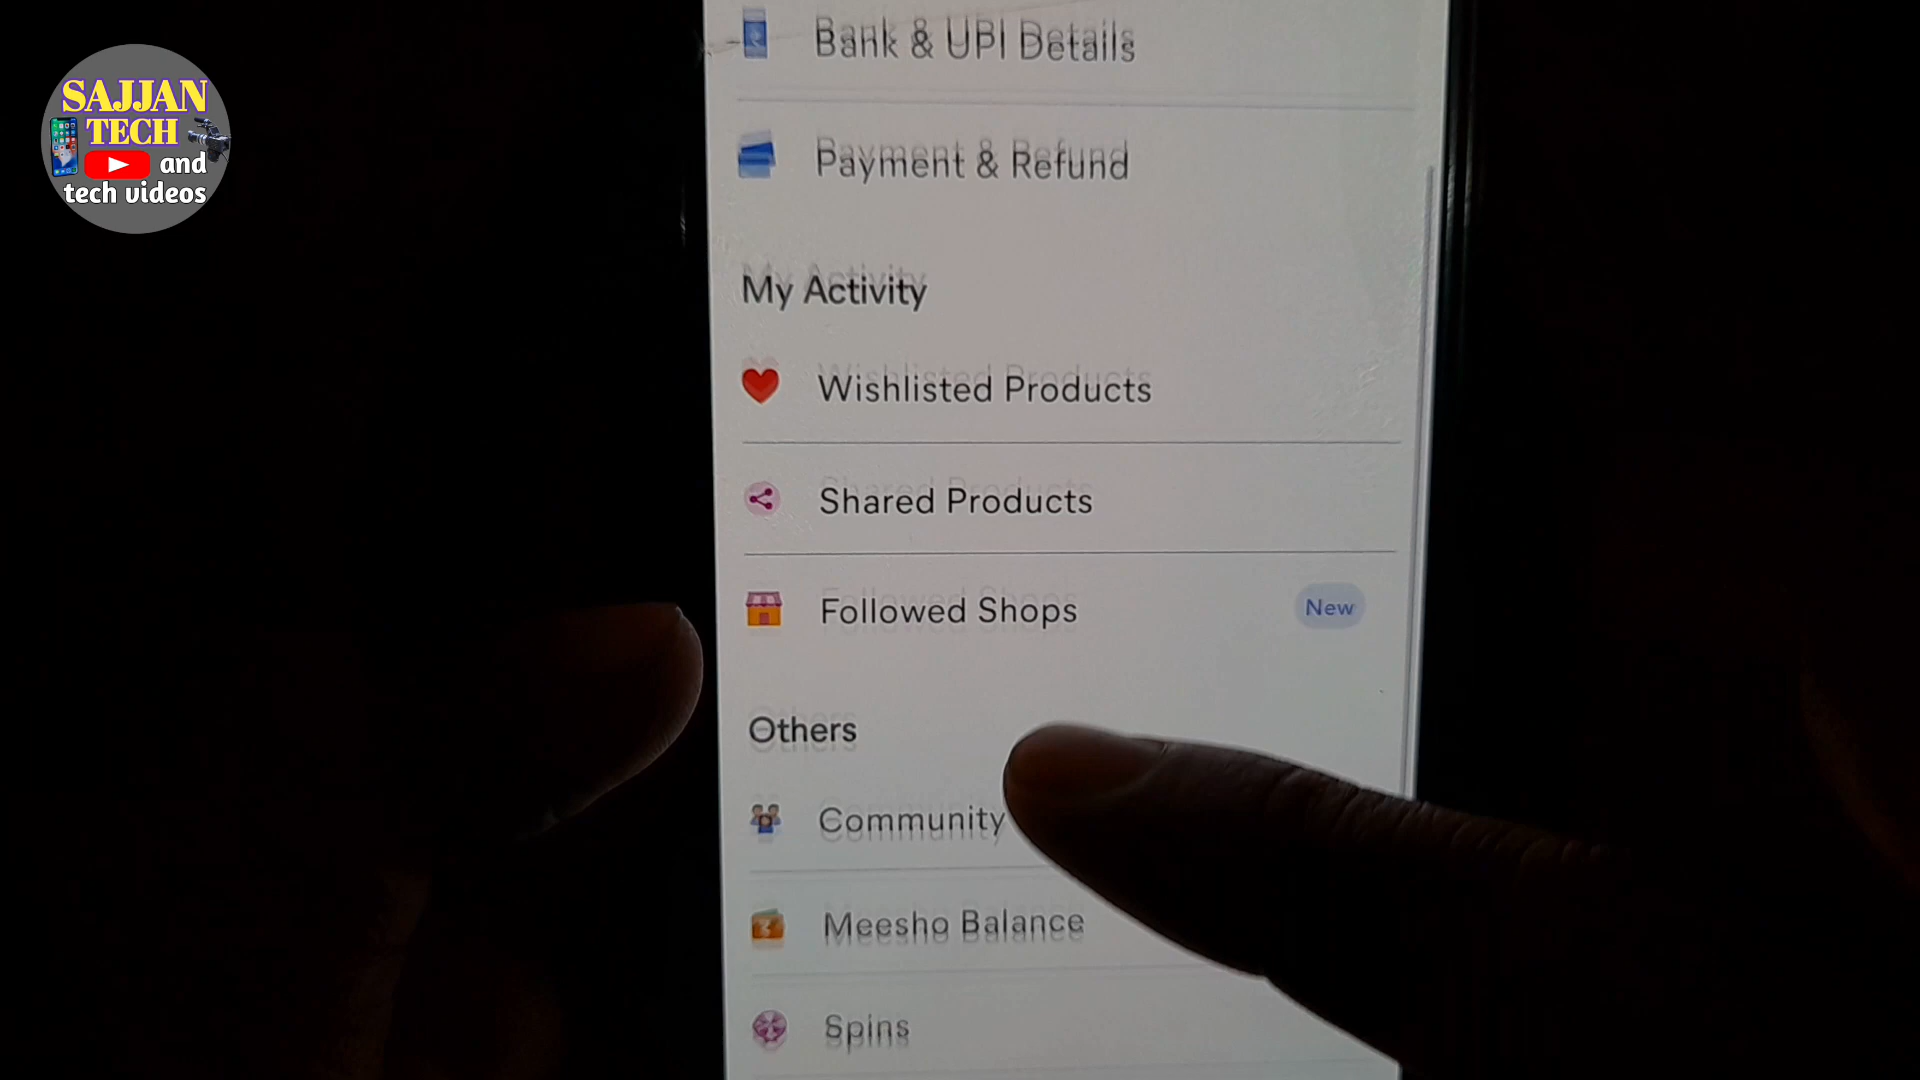 SAJJAN
TECH
and
tech videos
Bank & UPI Details
Payment & Refund
My Activity
Wishlisted Products
Shared Products
Followed Shops
New
Others
Community
Meesho Balance
Spins